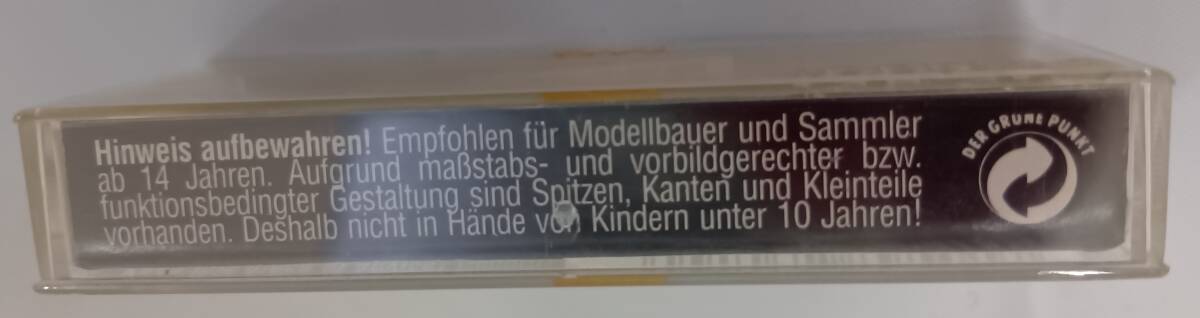 Hinweis aufbewahren! Empfohlen für Modellbauer und Sammler
ab 14 Jahren. Aufgrund maßstabs- und vorbildgerechter bzw.
funktionsbedingter Gestaltung sind Spitzen, Kanten und Kleinteile
vorhanden. Deshalb nicht in Hände von Kindern unter 10 Jahren!
DER GRÜNE PUNKT